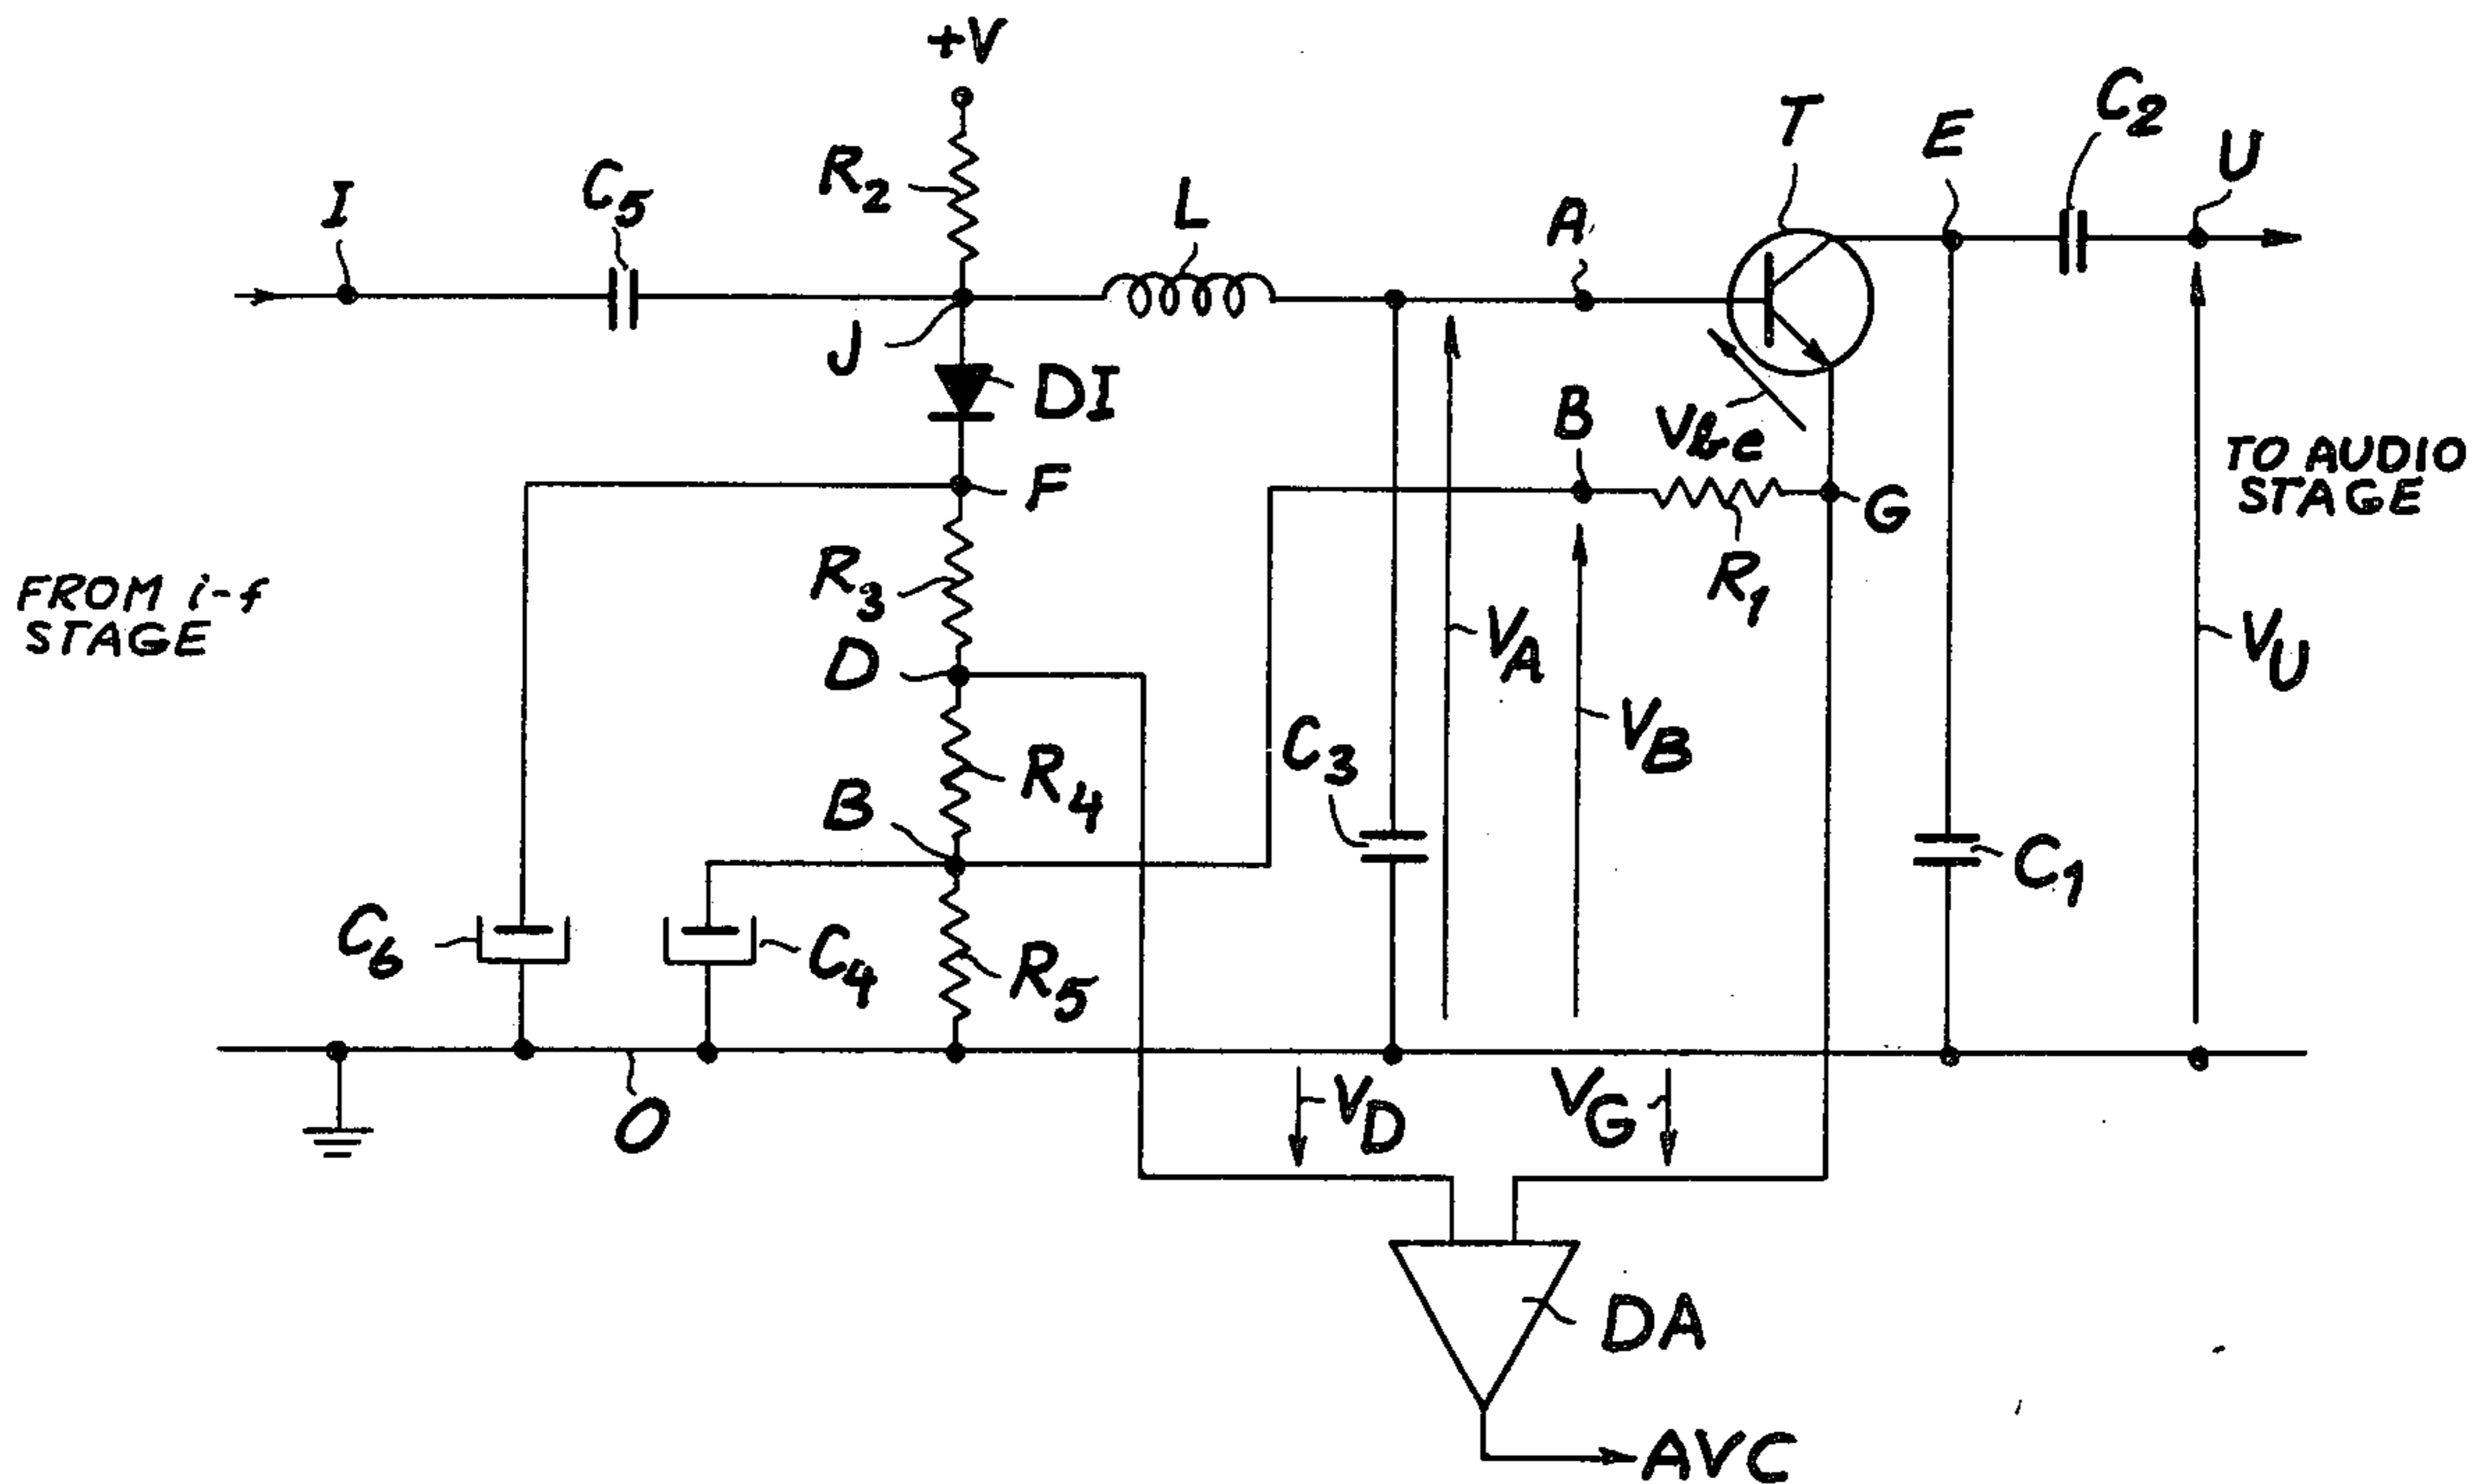 +V
R2
C5
I
L
A
T
E
C2
U
J
DI
B
Vbe
F
G
R1
TO AUDIO
STAGE
FROM i-f
STAGE
R3
D
VA
VB
VU
C3
R4
B
C1
C6
C4
R5
O
VD
VG
DA
AVC